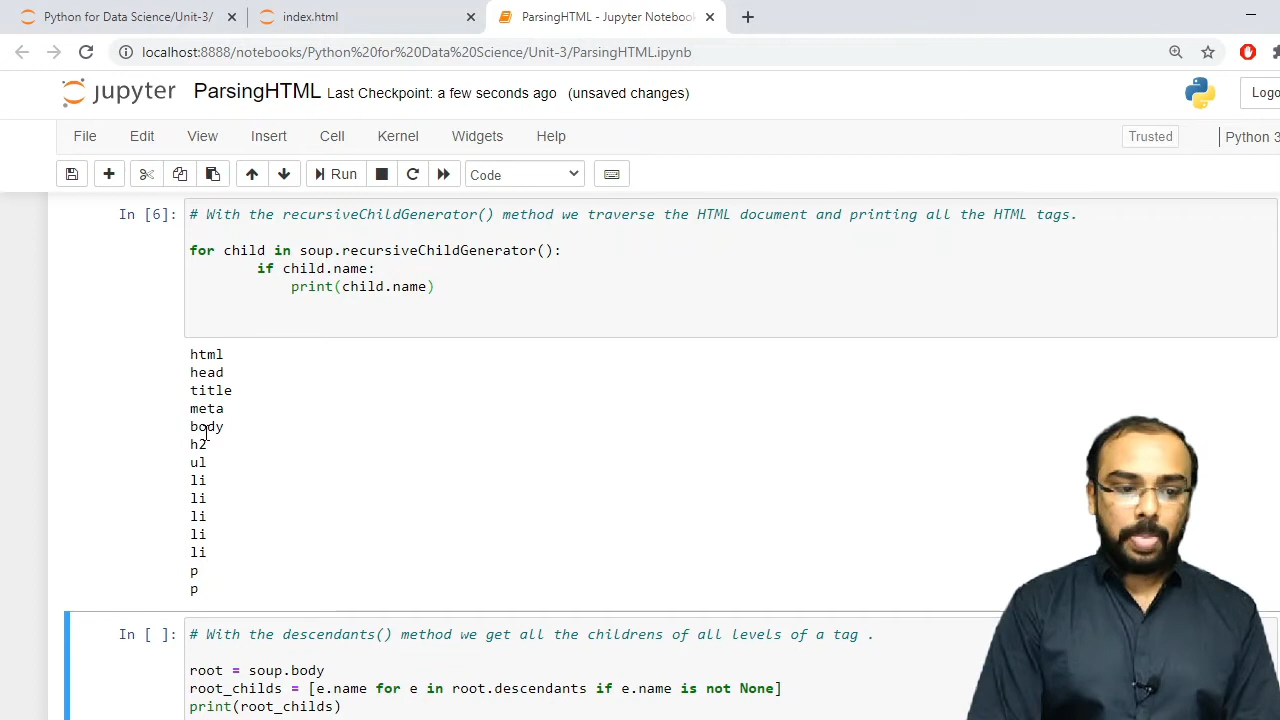 Python for Data Science/Unit-3/
index.html
ParsingHTML - Jupyter Noteboo
localhost:8888/notebooks/Python%20for%20Data%20Science/Unit-3/ParsingHTML.ipynb
jupyter ParsingHTML Last Checkpoint: a few seconds ago (unsaved changes)
Logo
File Edit View Insert Cell Kernel Widgets Help
Trusted
Python 3
Run
Code
In [6]: # With the recursiveChildGenerator() method we traverse the HTML document and printing all the HTML tags.
for child in soup.recursiveChildGenerator():
if child.name:
print(child.name)
html
head
title
meta
body
h2
ul
li
li
li
li
li
p
p
In [ ]: # With the descendants() method we get all the childrens of all levels of a tag .
root = soup.body
root_childs = [e.name for e in root.descendants if e.name is not None]
print(root_childs)